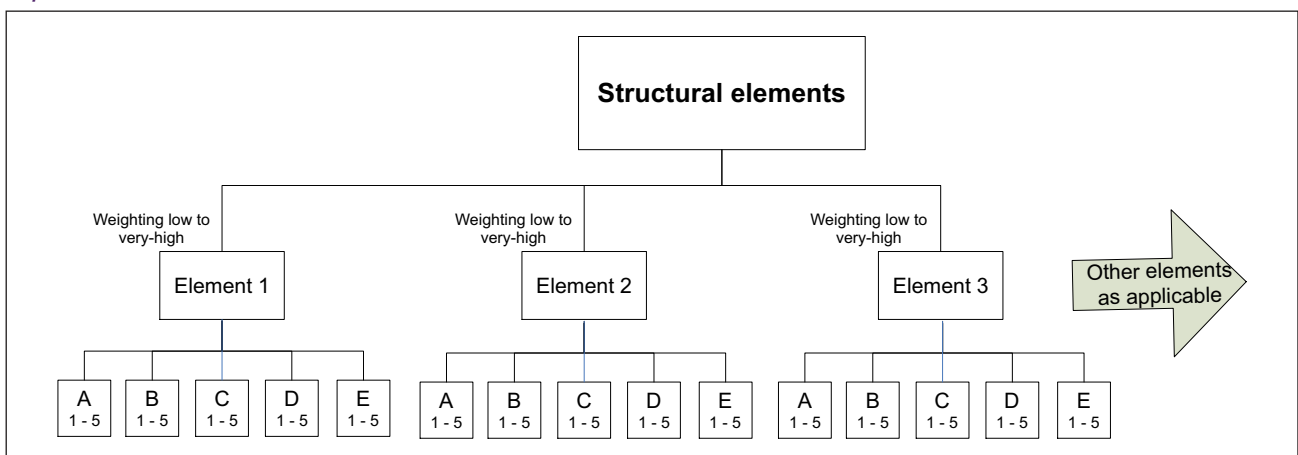 Structural elements
Weighting low to
very-high
Weighting low to
very-high
Weighting low to
very-high
Element 1
Element 2
Element 3
Other elements
as applicable
A
1 - 5
B
1 - 5
C
1 - 5
D
1 - 5
E
1 - 5
A
1 - 5
B
1 - 5
C
1 - 5
D
1 - 5
E
1 - 5
A
1 - 5
B
1 - 5
C
1 - 5
D
1 - 5
E
1 - 5